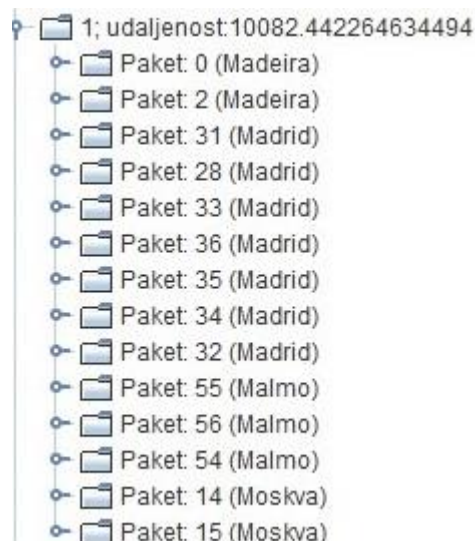 1; udaljenost:10082.442264634494
Paket: 0 (Madeira)
Paket: 2 (Madeira)
Paket: 31 (Madrid)
Paket: 28 (Madrid)
Paket: 33 (Madrid)
Paket: 36 (Madrid)
Paket: 35 (Madrid)
Paket: 34 (Madrid)
Paket: 32 (Madrid)
Paket: 55 (Malmo)
Paket: 56 (Malmo)
Paket: 54 (Malmo)
Paket: 14 (Moskva)
Paket: 15 (Moskva)